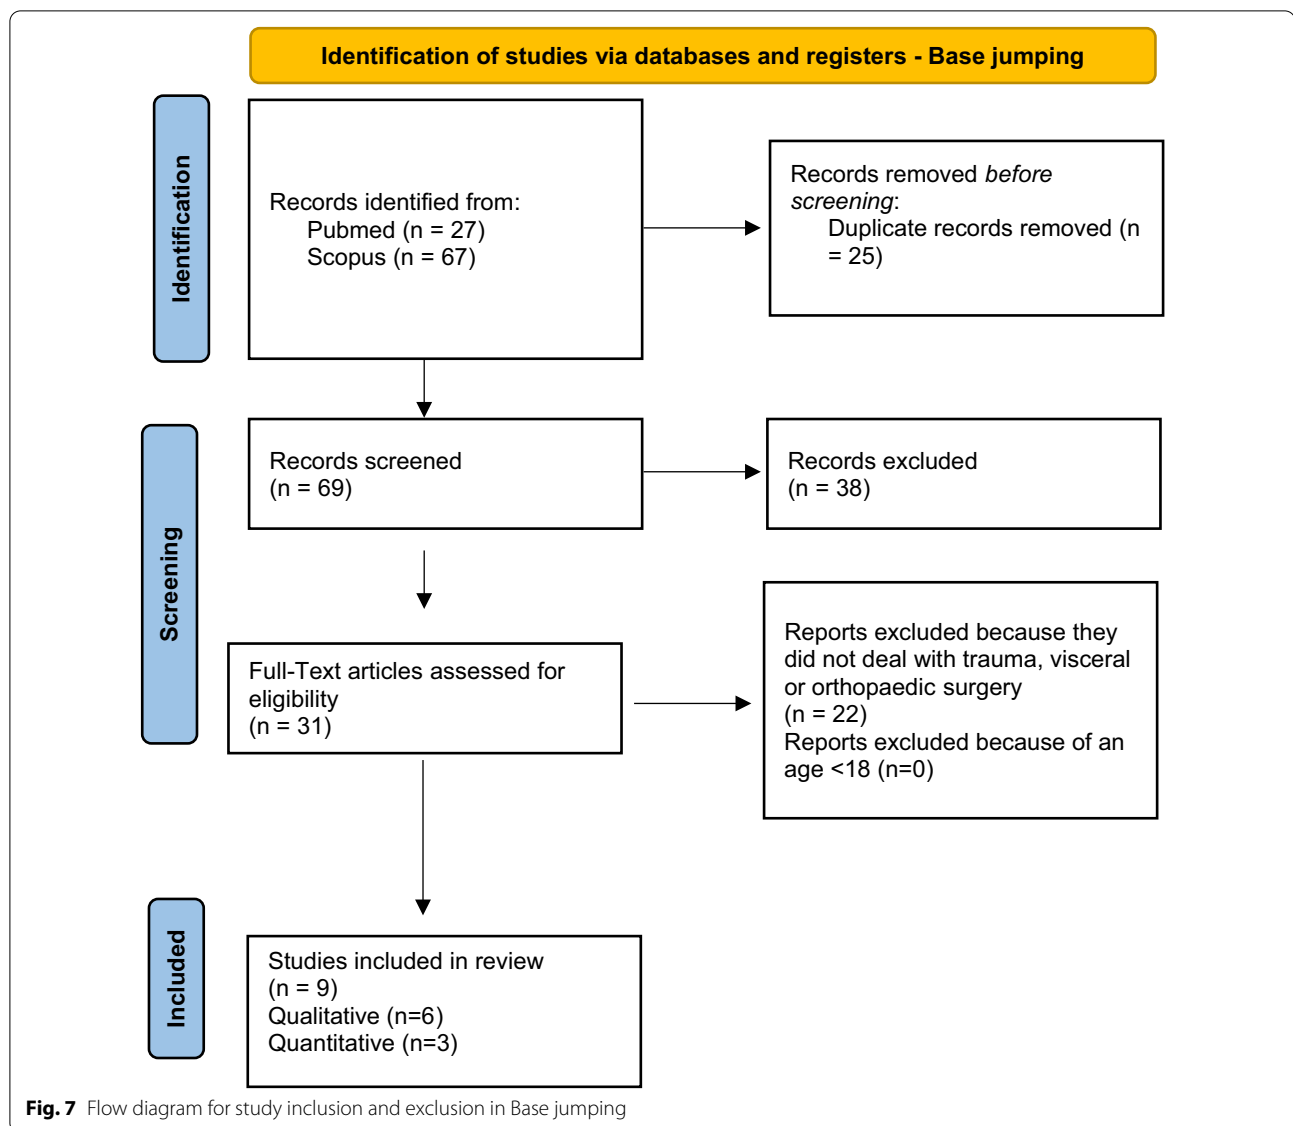 Identification of studies via databases and registers - Base jumping
Identification
Records identified from:
Pubmed (n = 27)
Scopus (n = 67)
Records removed before
screening:
Duplicate records removed (n
= 25)
Screening
Records screened
(n = 69)
Records excluded
(n = 38)
Full-Text articles assessed for
eligibility
(n = 31)
Reports excluded because they
did not deal with trauma, visceral
or orthopaedic surgery
(n = 22)
Reports excluded because of an
age <18 (n=0)
Included
Studies included in review
(n = 9)
Qualitative (n=6)
Quantitative (n=3)
Fig. 7 Flow diagram for study inclusion and exclusion in Base jumping